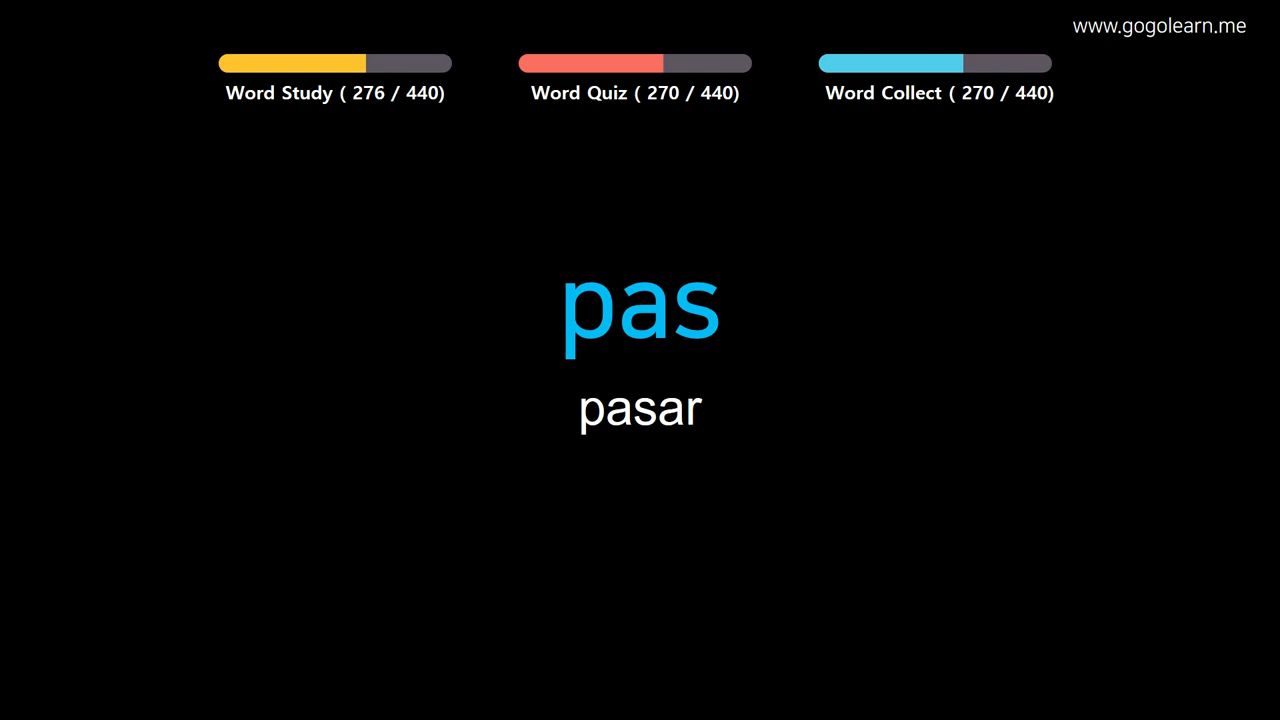 www.gogolearn.me
Word Study ( 276 / 440)
Word Quiz ( 270 / 440)
Word Collect ( 270 / 440)
pas
pasar